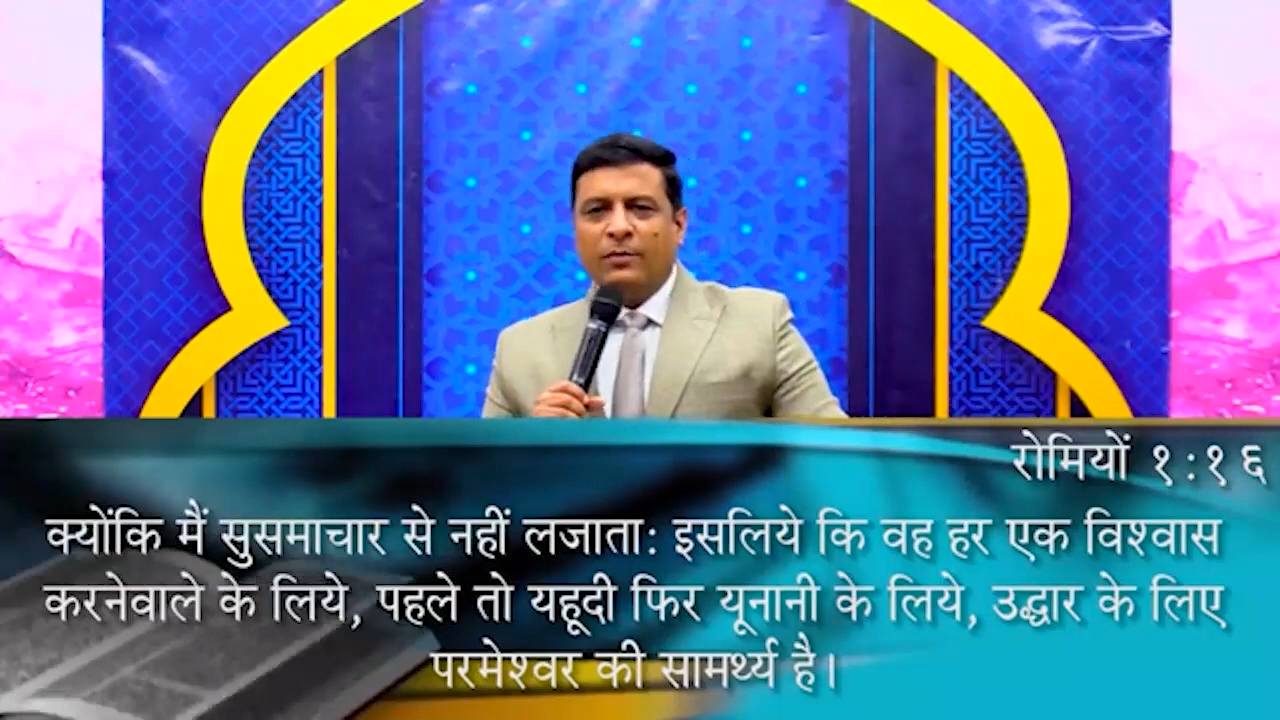 रोमियों १:१६
क्योंकि मैं सुसमाचार से नहीं लजाता: इसलिये कि वह हर एक विश्वास
करनेवाले के लिये, पहले तो यहूदी फिर यूनानी के लिये, उद्धार के लिए
परमेश्वर की सामर्थ्य है।